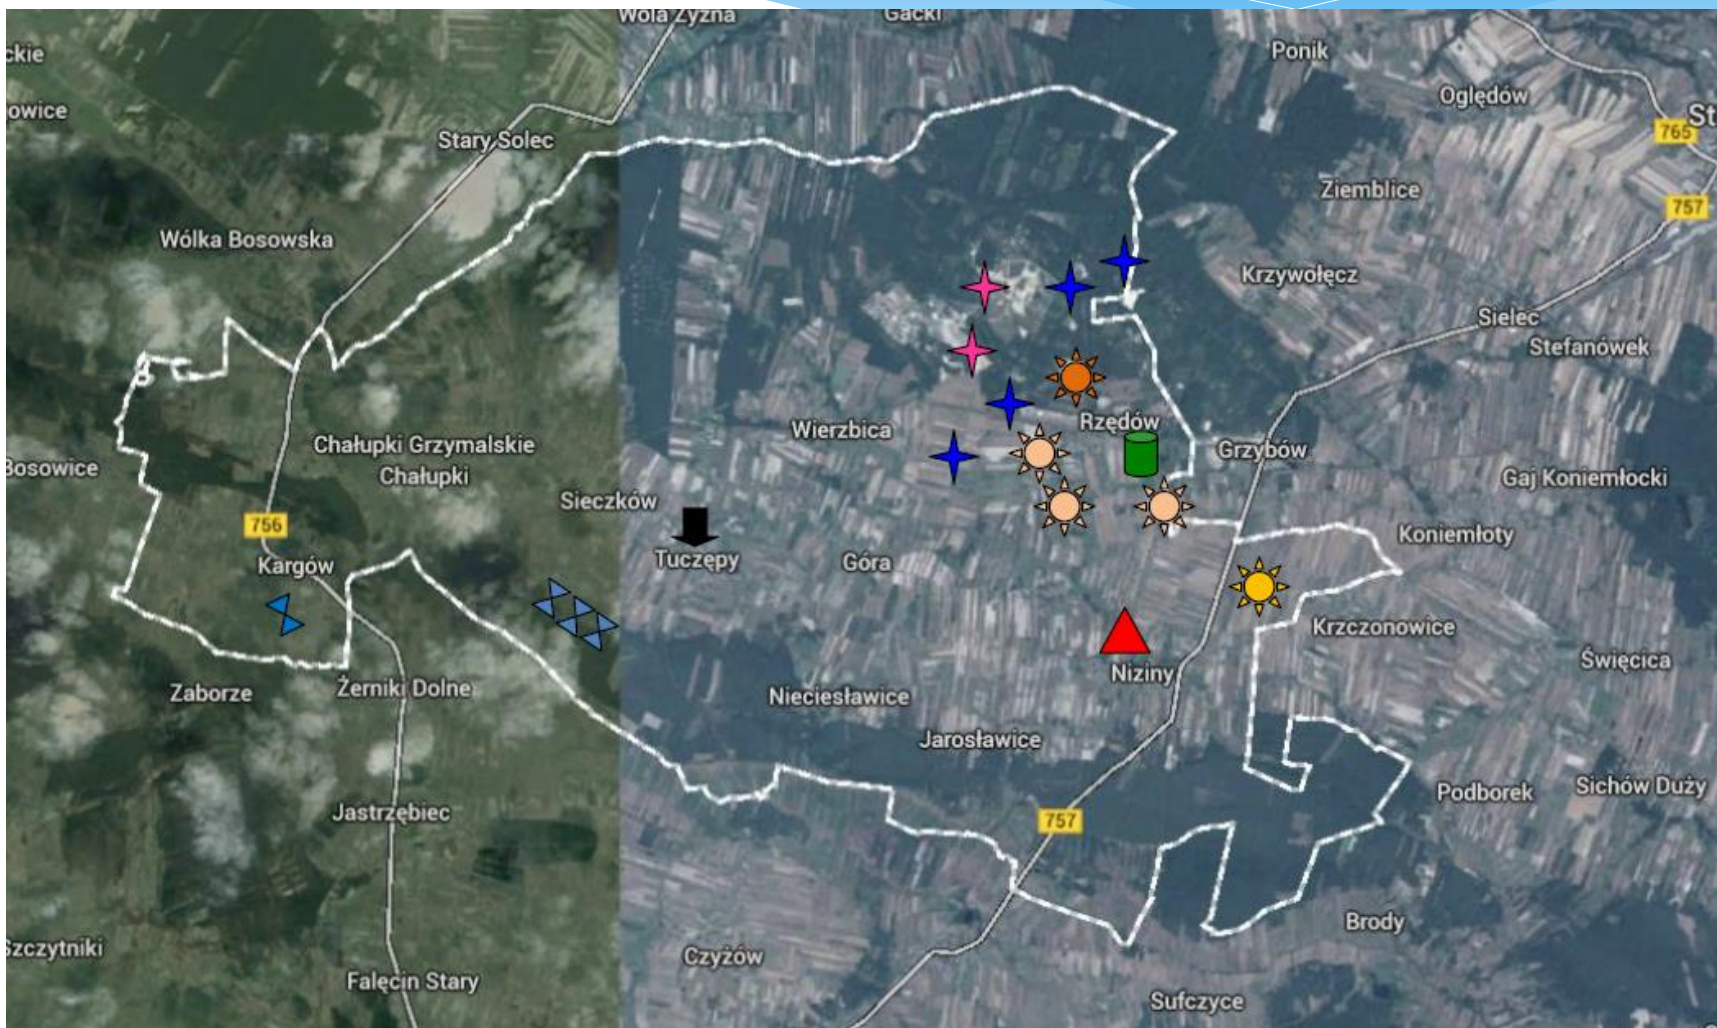 Wola Żyzna
Gacki
Ponik
ckie
Oględów
owice
St
765
Stary Solec
Ziemblice
757
Wólka Bosowska
Krzywołęcz
Sielec
Stefanówek
Rzędów
Wierzbica
Chałupki Grzymalskie
Chałupki
Grzybów
Bosowice
Gaj Koniemłocki
Sieczków
756
Koniemłoty
Tuczępy
Góra
Kargów
Krzczonowice
Święcica
Niziny
Zaborze
Żerniki Dolne
Nieciesławice
Jarosławice
Podborek
Sichów Duży
Jastrzębiec
757
Brody
Szczytniki
Czyżów
Falęcin Stary
Sufczyce